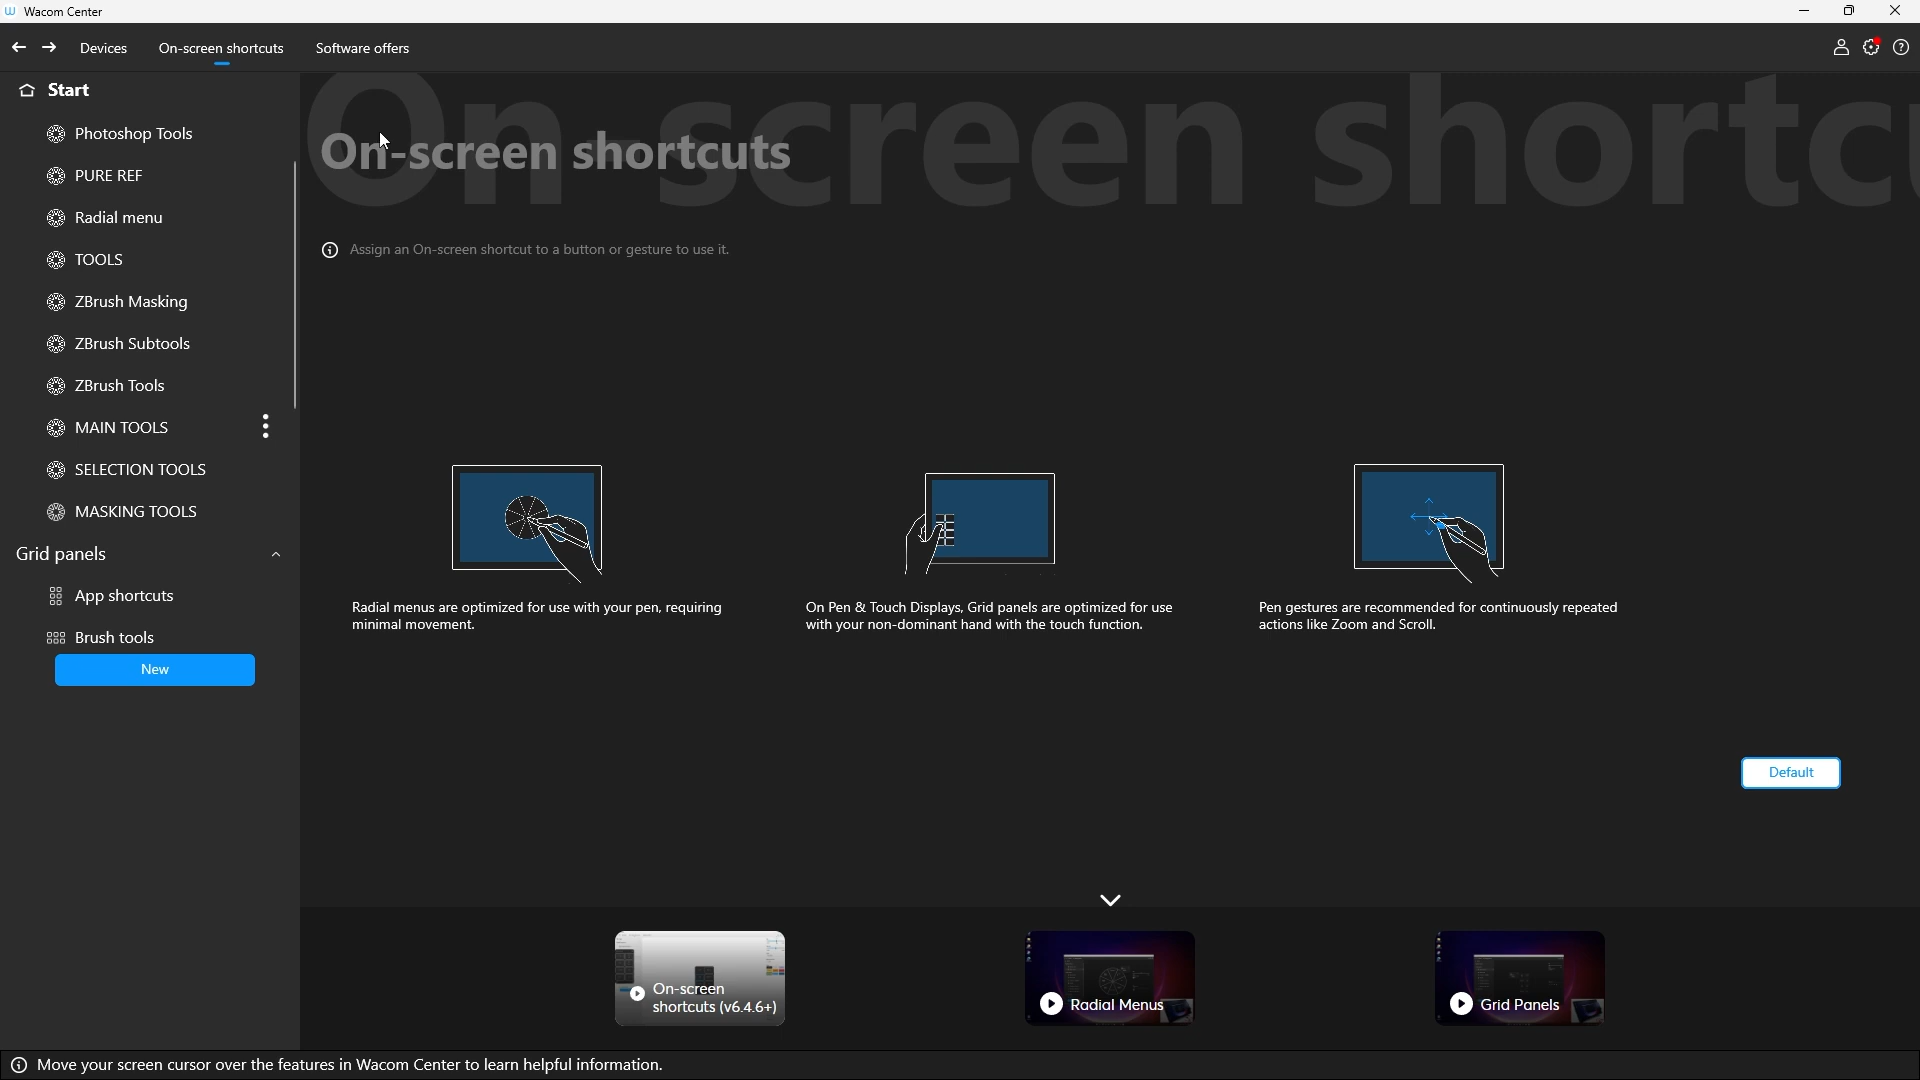 Wacom Center
Devices
On-screen shortcuts
Software offers
Start
Photoshop Tools
PURE REF
Radial menu
TOOLS
ZBrush Masking
ZBrush Subtools
ZBrush Tools
MAIN TOOLS
SELECTION TOOLS
MASKING TOOLS
Grid panels
App shortcuts
Brush tools
New
On-screen shortcu
On-screen shortcuts
Assign an On-screen shortcut to a button or gesture to use it.
Radial menus are optimized for use with your pen, requiring
minimal movement.
On Pen & Touch Displays, Grid panels are optimized for use
with your non-dominant hand with the touch function.
Pen gestures are recommended for continuously repeated
actions like Zoom and Scroll.
Default
On-screen
shortcuts (v6.4.6+)
Radial Menus
Grid Panels
Move your screen cursor over the features in Wacom Center to learn helpful information.